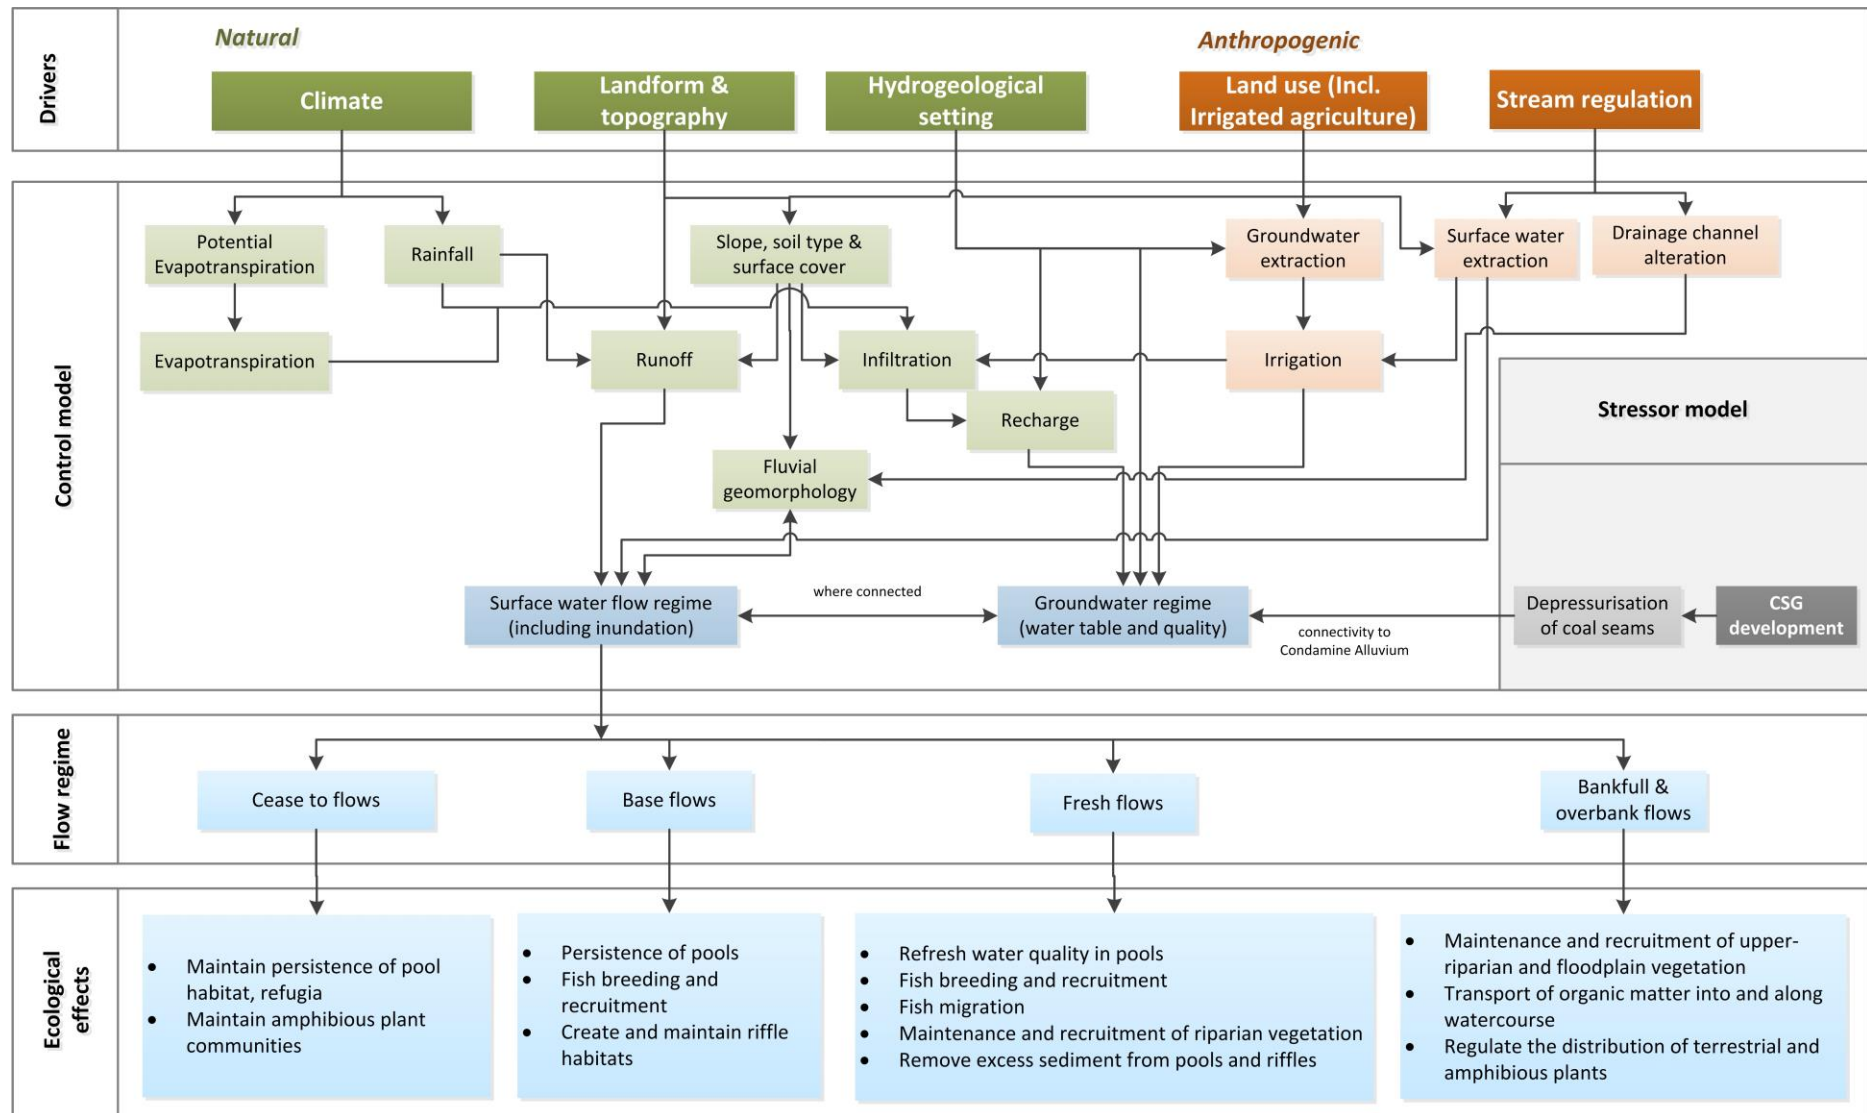 Drivers
Natural
Anthropogenic
Climate
Landform &
topography
Hydrogeological
setting
Land use (Incl.
Irrigated agriculture)
Stream regulation
Control model
Potential
Evapotranspiration
Rainfall
Slope, soil type &
surface cover
Groundwater
extraction
Surface water
extraction
Drainage channel
alteration
Evapotranspiration
Runoff
Infiltration
Irrigation
Recharge
Stressor model
Fluvial
geomorphology
Surface water flow regime
(including inundation)
where connected
Groundwater regime
(water table and quality)
connectivity to
Condamine Alluvium
Depressurisation
of coal seams
CSG
development
Flow regime
Cease to flows
Base flows
Fresh flows
Bankfull &
overbank flows
Ecological
effects
• Maintain persistence of pool
habitat, refugia
• Maintain amphibious plant
communities
• Persistence of pools
• Fish breeding and
recruitment
• Create and maintain riffle
habitats
• Refresh water quality in pools
• Fish breeding and recruitment
• Fish migration
• Maintenance and recruitment of riparian vegetation
• Remove excess sediment from pools and riffles
• Maintenance and recruitment of upper-
riparian and floodplain vegetation
• Transport of organic matter into and along
watercourse
• Regulate the distribution of terrestrial and
amphibious plants